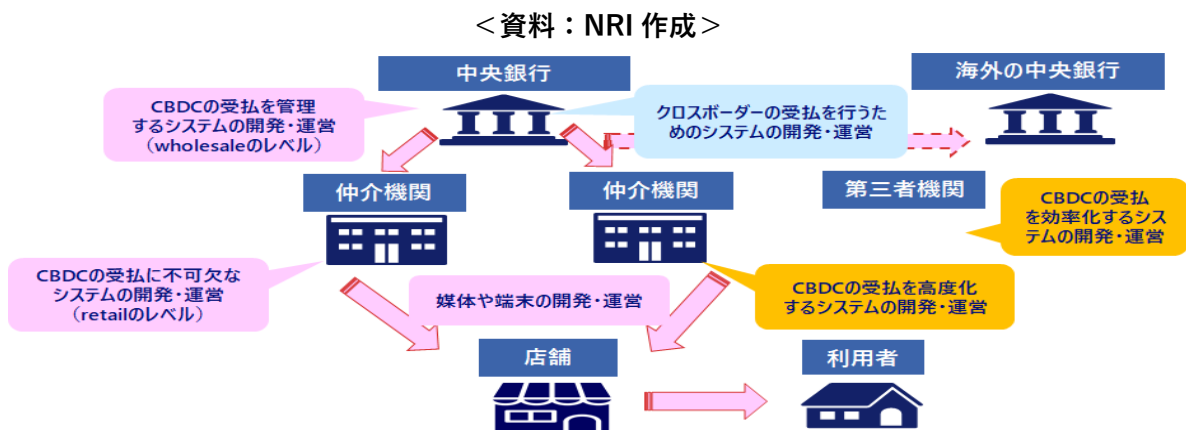 ＜資料：NRI 作成＞
中央銀行
海外の中央銀行
CBDCの受払を管理
するシステムの開発・運営
（wholesaleのレベル）
クロスボーダーの受払を行うた
めのシステムの開発・運営
仲介機関
仲介機関
第三者機関
CBDCの受払
を効率化するシス
テムの開発・運営
CBDCの受払に不可欠な
システムの開発・運営
（retailのレベル）
媒体や端末の開発・運営
CBDCの受払を高度化
するシステムの開発・運営
店舗
利用者